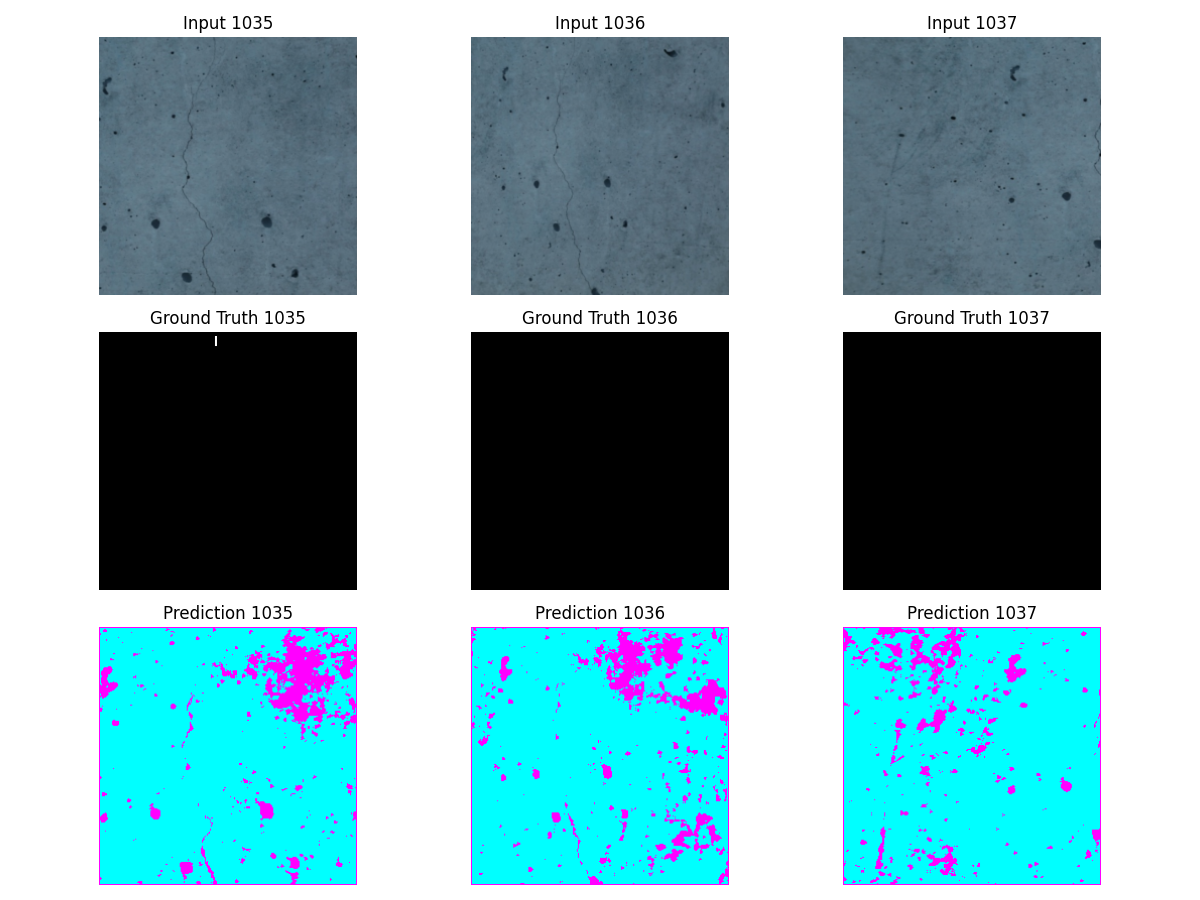 Input 1035
Input 1036
Input 1037
Ground Truth 1035
Ground Truth 1036
Ground Truth 1037
Prediction 1035
Prediction 1036
Prediction 1037